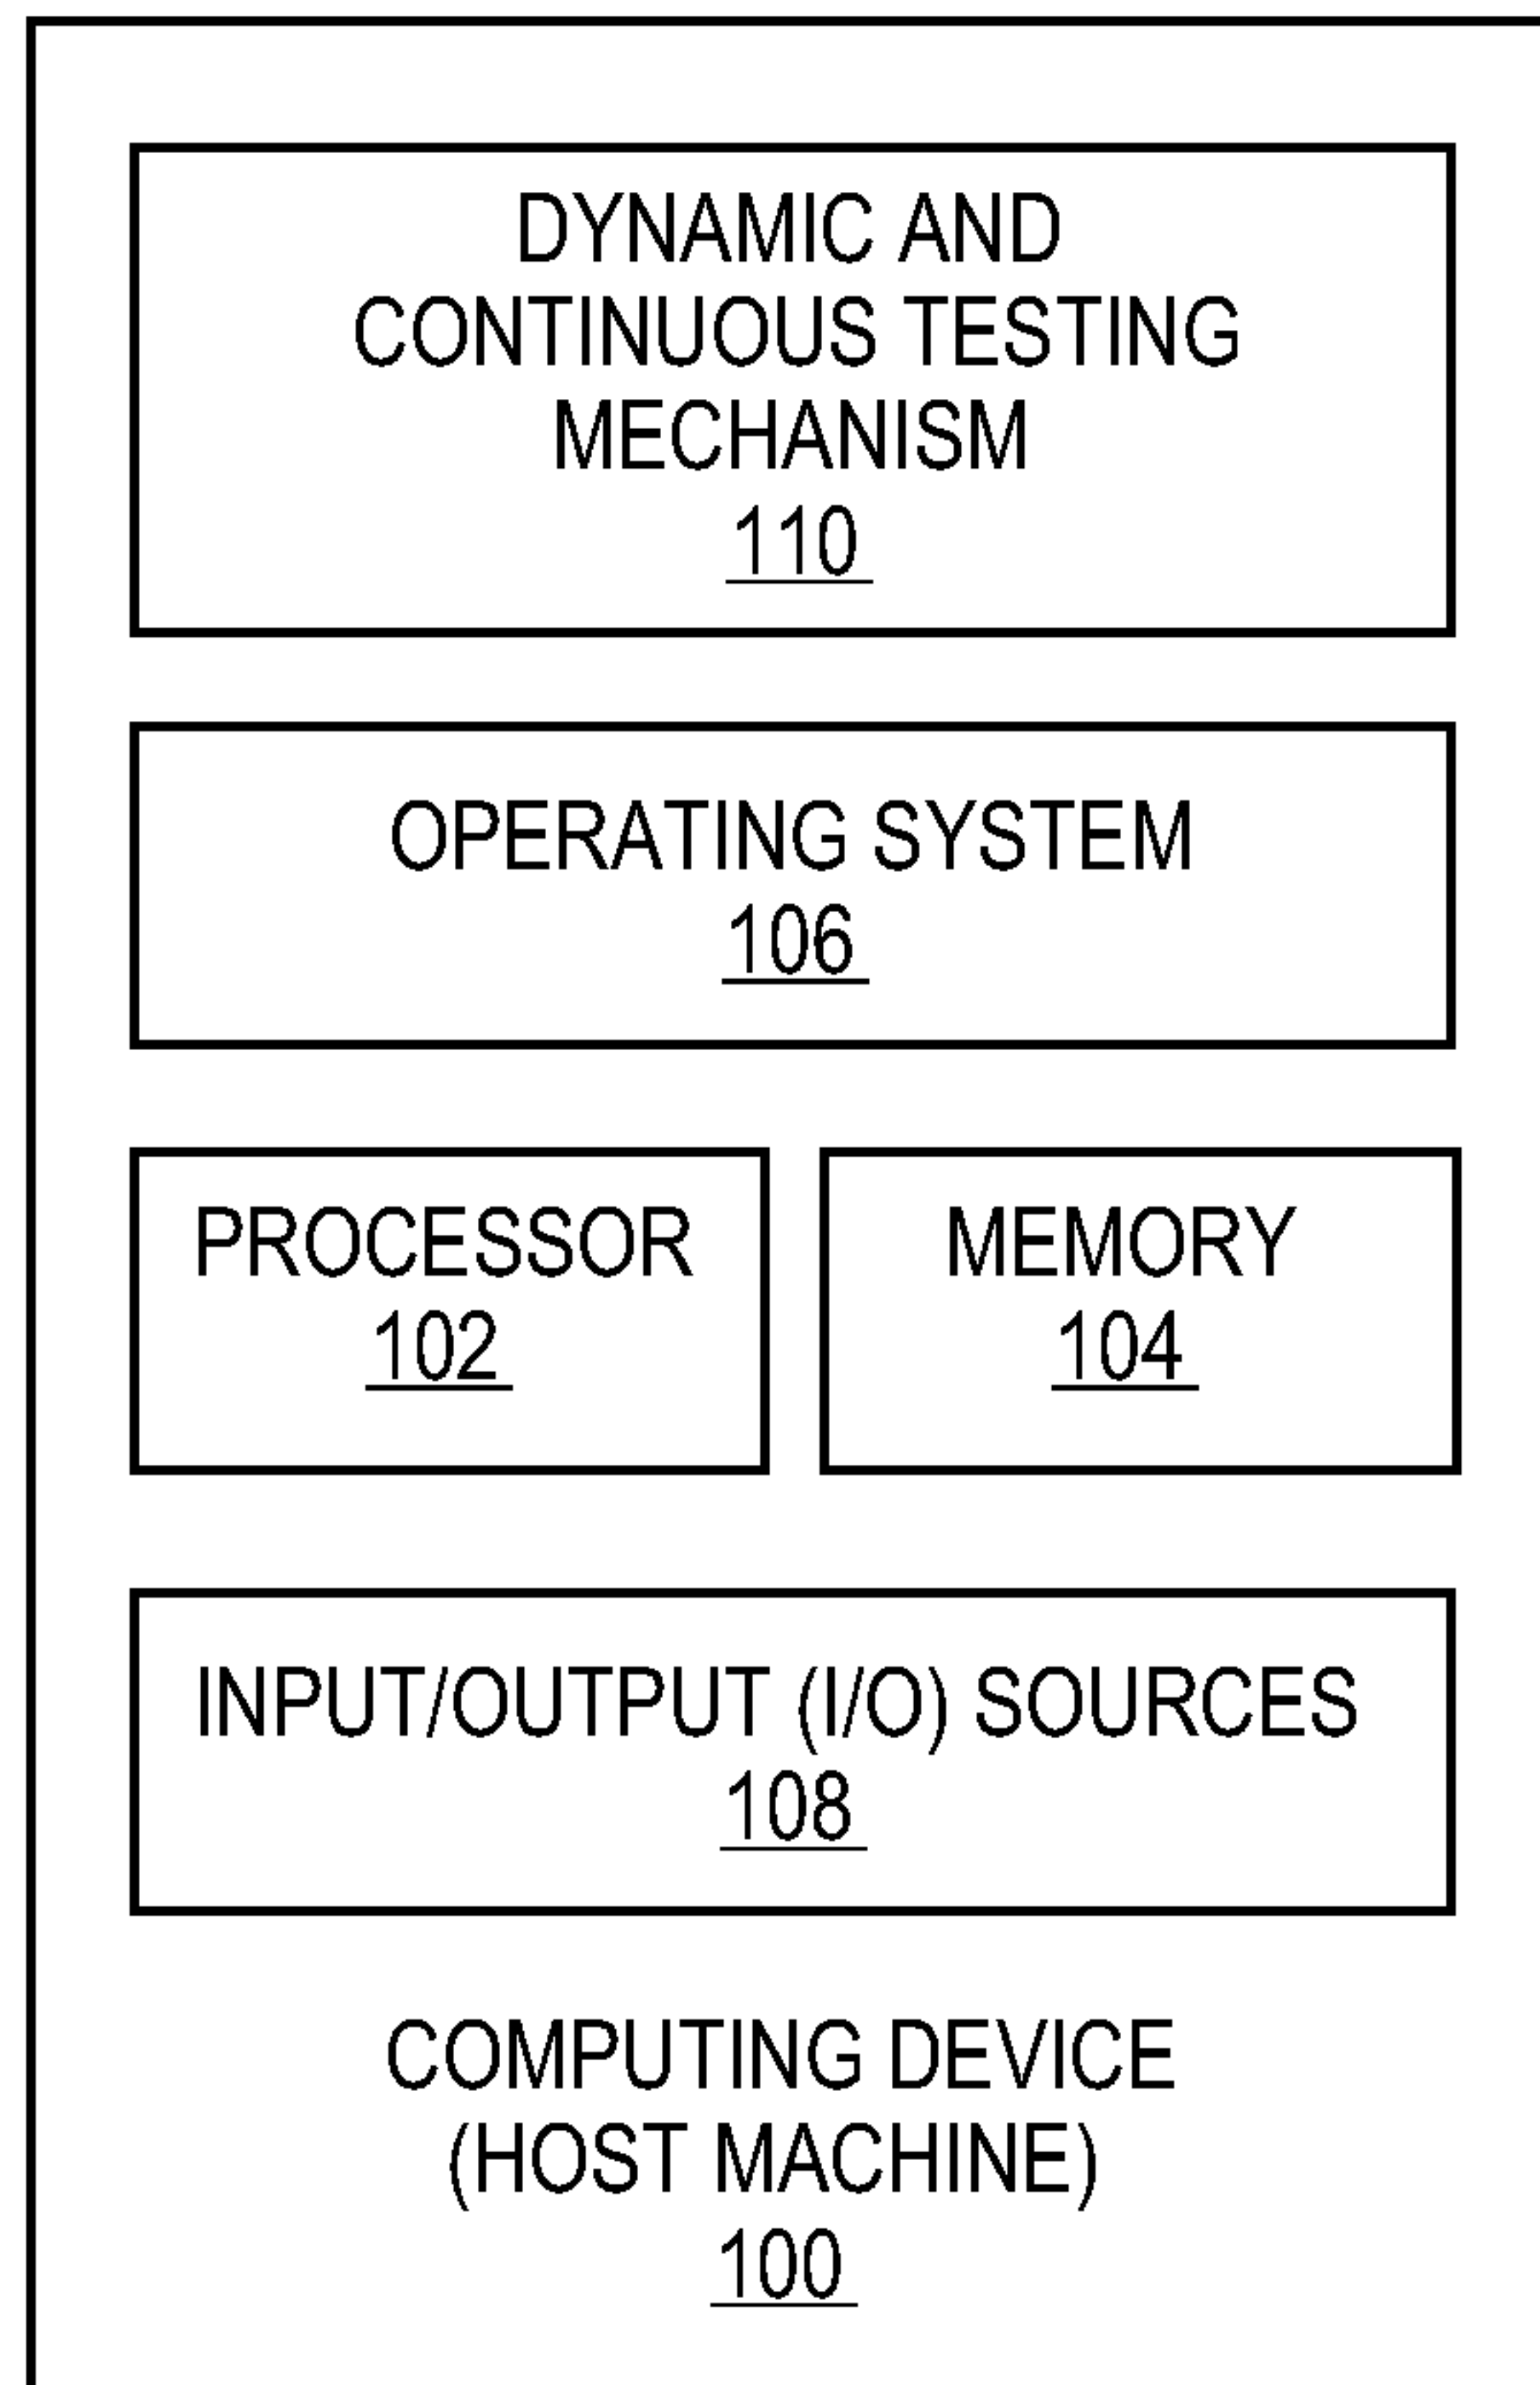 DYNAMIC AND
CONTINUOUS TESTING
MECHANISM
110
OPERATING SYSTEM
106
PROCESSOR
102
MEMORY
104
INPUT/OUTPUT (I/O) SOURCES
108
COMPUTING DEVICE
(HOST MACHINE)
100